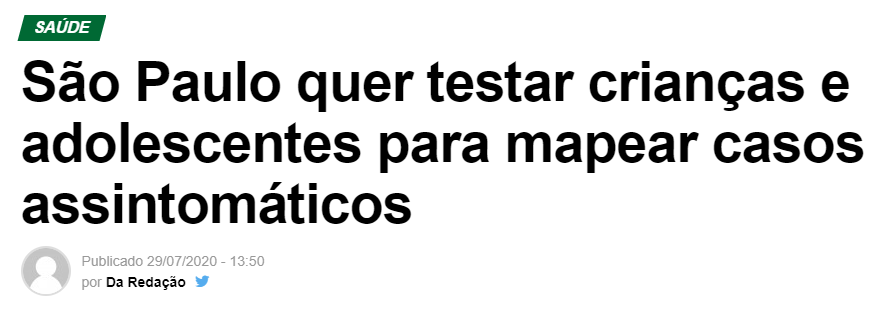 SAÚDE
São Paulo quer testar crianças e
adolescentes para mapear casos
assintomáticos
Publicado 29/07/2020 - 13:50
por Da Redação